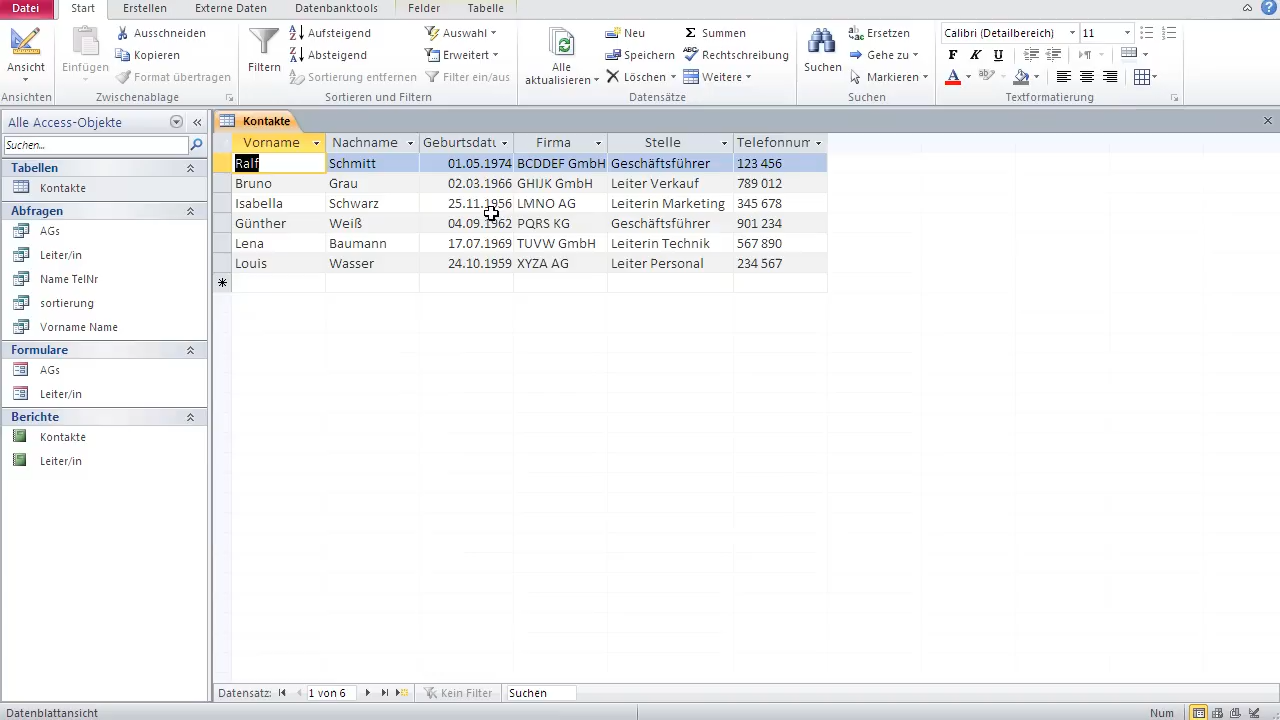 Datei Start Erstellen Externe Daten Datenbanktools Felder Tabelle
Ansicht
Ansichten
Einfügen
Ausschneiden
Kopieren
Format übertragen
Zwischenablage
Filtern
Aufsteigend
Absteigend
Sortierung entfernen
Auswahl
Erweitert
Filter ein/aus
Sortieren und Filtern
Alle
aktualisieren
Neu
Speichern
Löschen
Summen
Rechtschreibung
Weitere
Datensätze
Suchen
Ersetzen
Gehe zu
Markieren
Suchen
Calibri (Detailbereich) 11
F K U
Textformatierung
Alle Access-Objekte
Suchen...
Tabellen
Kontakte
Abfragen
AGs
Leiter/in
Name TelNr
sortierung
Vorname Name
Formulare
AGs
Leiter/in
Berichte
Kontakte
Leiter/in
Kontakte
Vorname Nachname Geburtsdatu Firma Stelle Telefonnum
Ralf Schmitt 01.05.1974 BCDDEF GmbH Geschäftsführer 123 456
Bruno Grau 02.03.1966 GHIJK GmbH Leiter Verkauf 789 012
Isabella Schwarz 25.11.1956 LMNO AG Leiterin Marketing 345 678
Günther Weiß 04.09.1962 PQRS KG Geschäftsführer 901 234
Lena Baumann 17.07.1969 TUVW GmbH Leiterin Technik 567 890
Louis Wasser 24.10.1959 XYZA AG Leiter Personal 234 567
Datensatz: 1 von 6 Kein Filter Suchen
Datenblattansicht Num